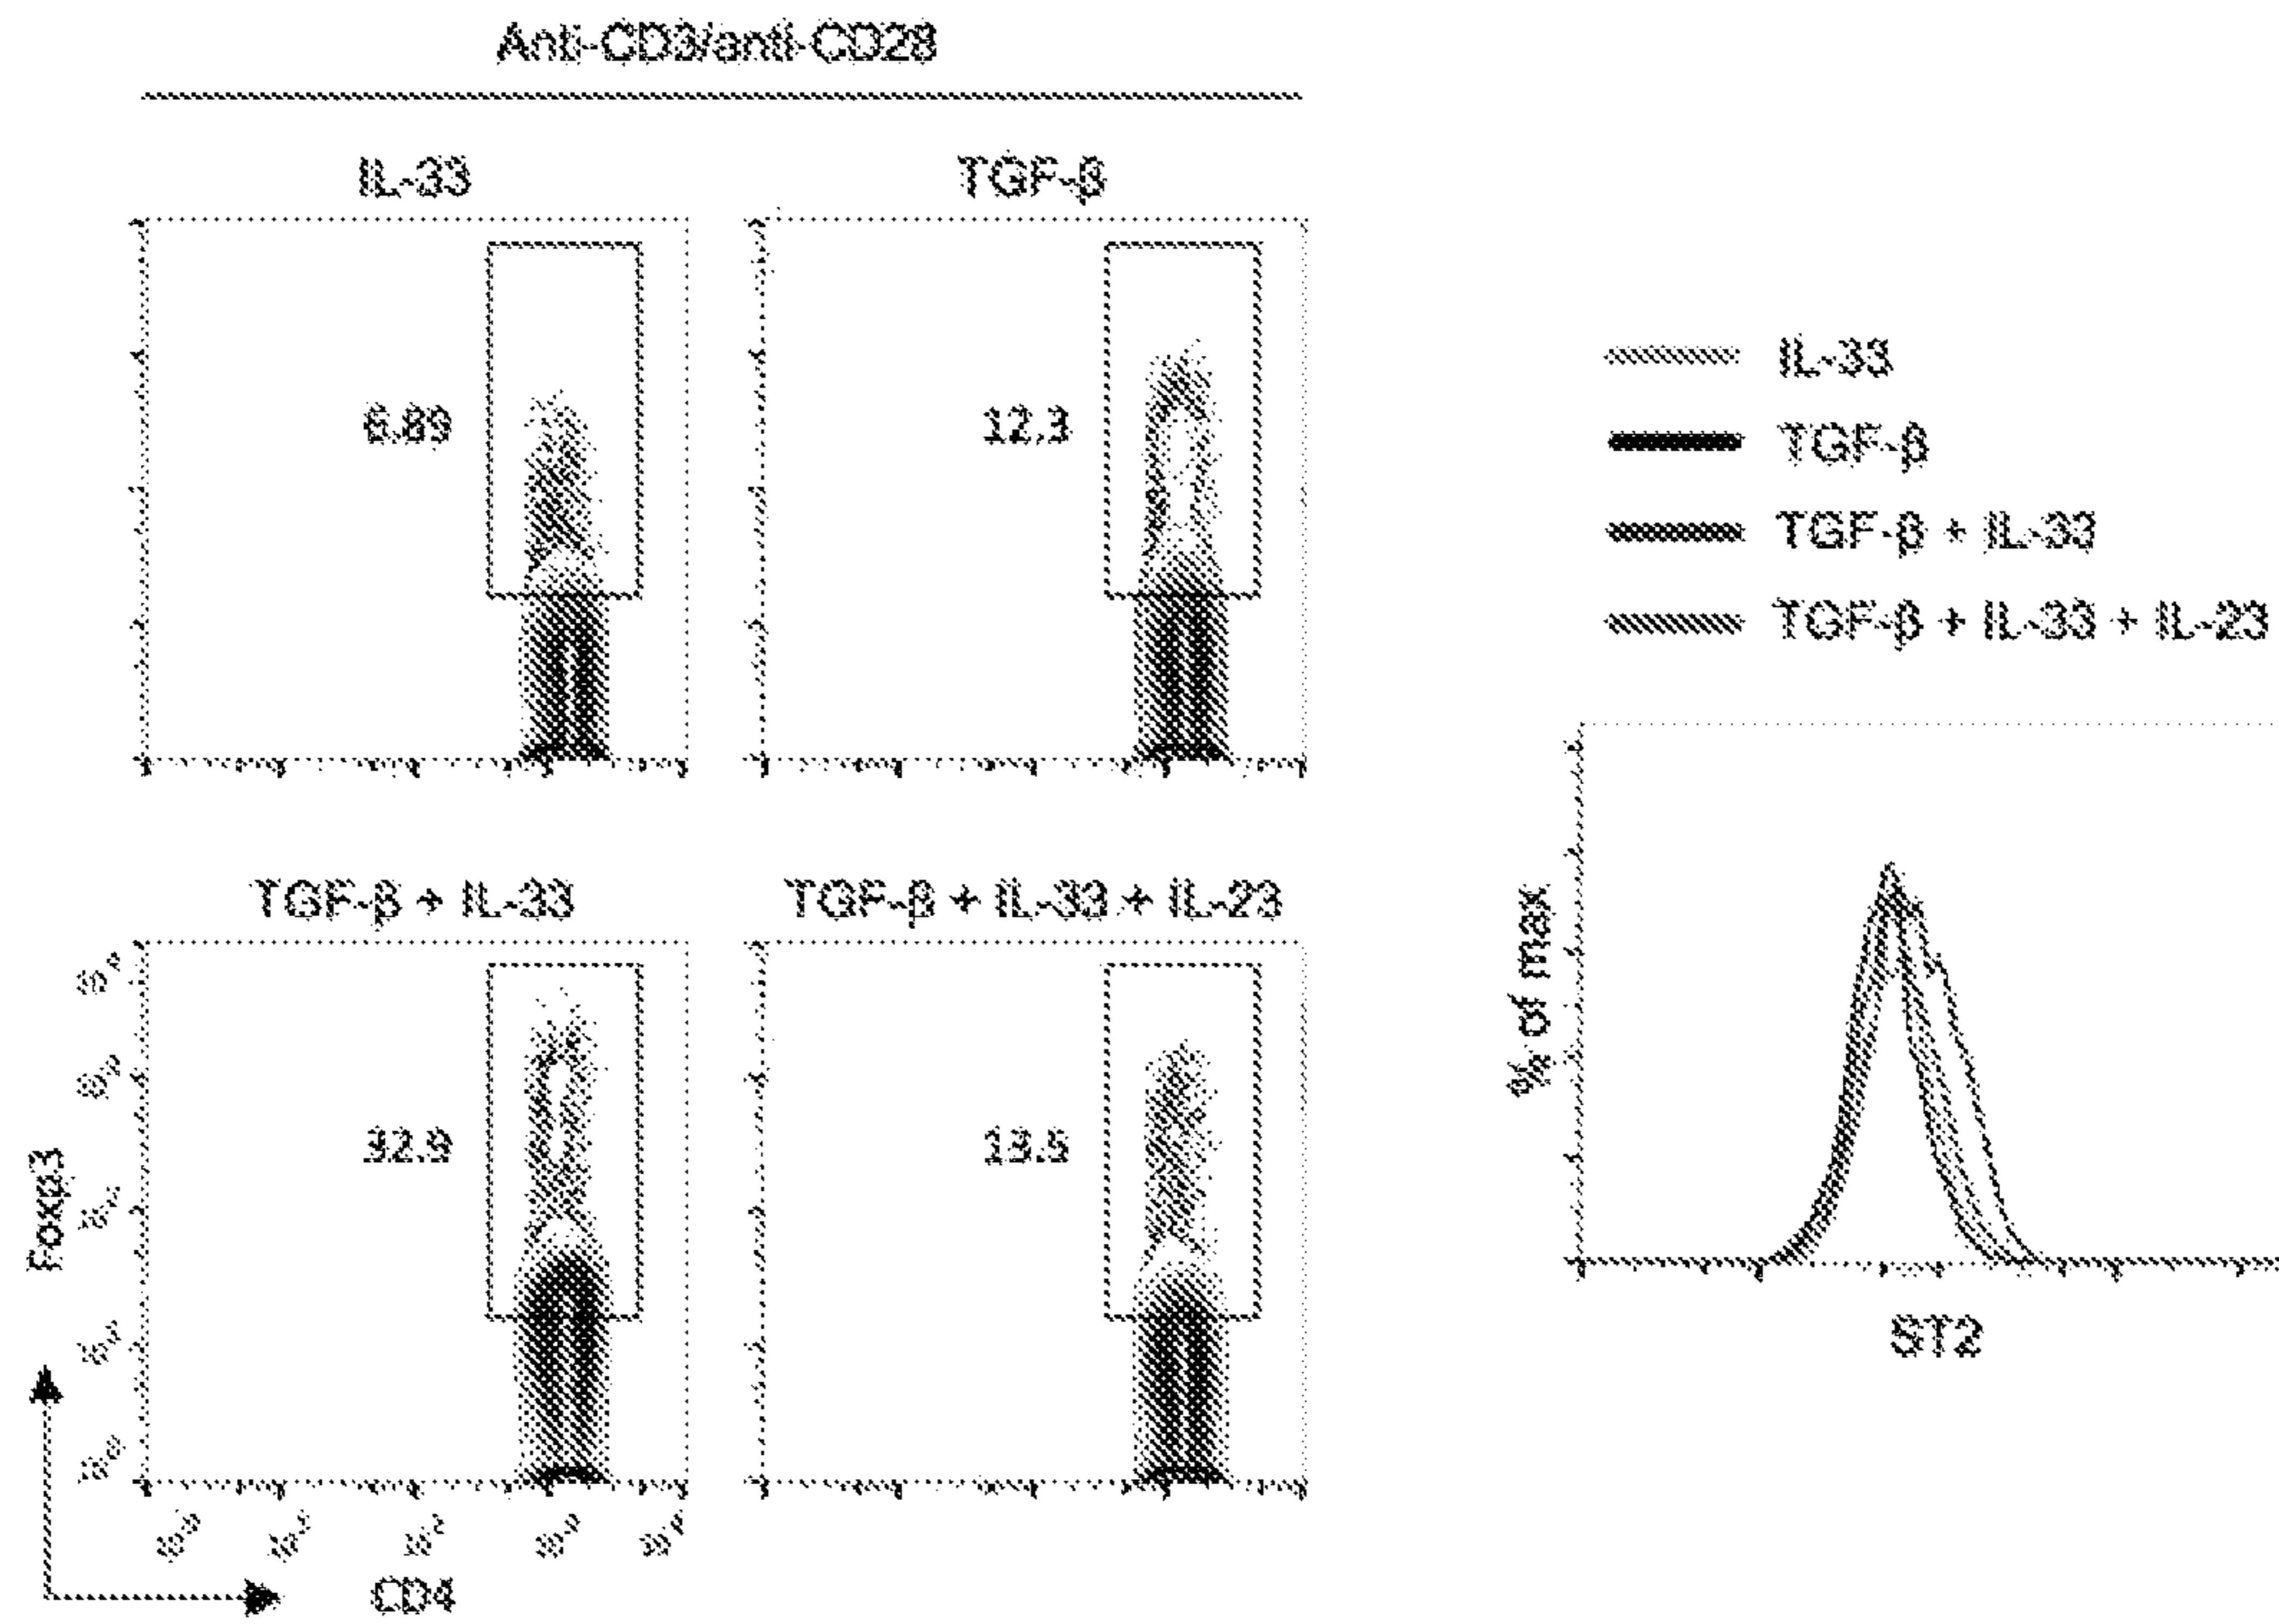 Anti-CD3/anti-CD28
IL-33
TGF-β
6.89
12.3
TGF-β + IL-33
TGF-β + IL-33 + IL-23
32.9
13.5
Foxp3
CD4
IL-33
TGF-β
TGF-β + IL-33
TGF-β + IL-33 + IL-23
% of max
ST2